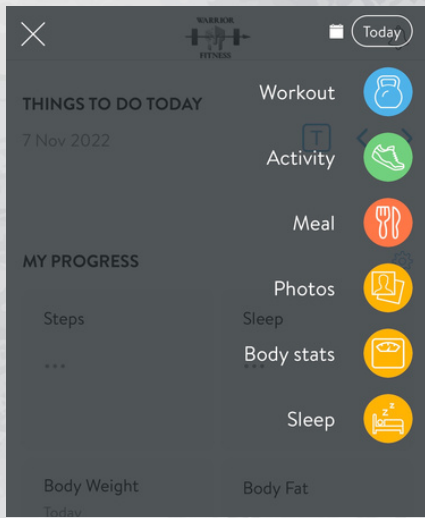 WARRIOR
FITNESS
Today
Workout
THINGS TO DO TODAY
7 Nov 2022
T
Activity
Meal
MY PROGRESS
Photos
Steps
Sleep
...
...
Body stats
Sleep
z z
Body Weight
Body Fat
Today